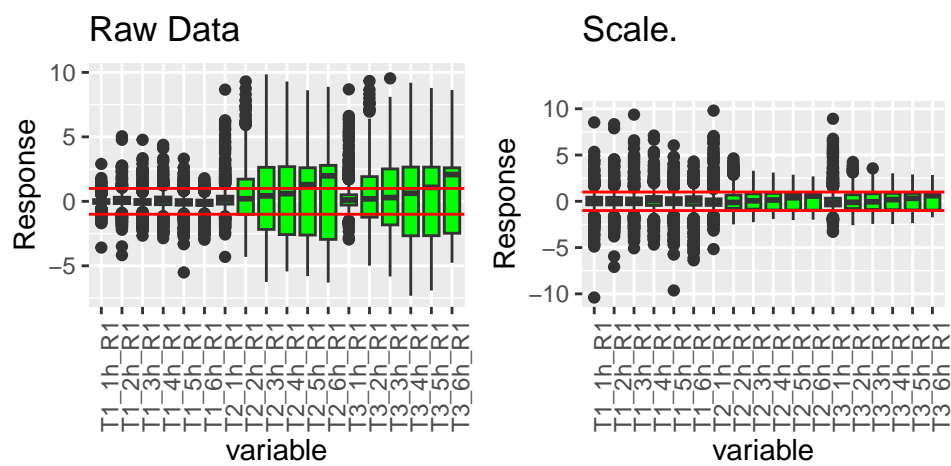 Raw Data
Response
10
5
0
−5
T1_1h_R1
T1_2h_R1
T1_3h_R1
T1_4h_R1
T1_5h_R1
T1_6h_R1
T2_1h_R1
T2_2h_R1
T2_3h_R1
T2_4h_R1
T2_5h_R1
T2_6h_R1
T3_1h_R1
T3_2h_R1
T3_3h_R1
T3_4h_R1
T3_5h_R1
T3_6h_R1
variable
Scale.
Response
10
5
0
−5
−10
T1_1h_R1
T1_2h_R1
T1_3h_R1
T1_4h_R1
T1_5h_R1
T1_6h_R1
T2_1h_R1
T2_2h_R1
T2_3h_R1
T2_4h_R1
T2_5h_R1
T2_6h_R1
T3_1h_R1
T3_2h_R1
T3_3h_R1
T3_4h_R1
T3_5h_R1
T3_6h_R1
variable